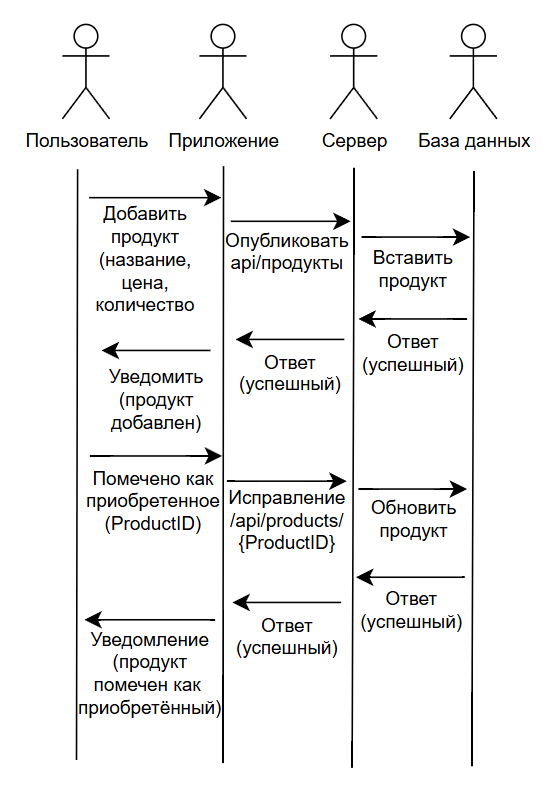 Пользователь
Приложение
Сервер
База данных
Добавить
продукт
(название,
цена,
количество
Опубликовать
api/продукты
Вставить
продукт
Ответ
(успешный)
Ответ
(успешный)
Уведомить
(продукт
добавлен)
Помечено как
приобретенное
(ProductID)
Исправление
/api/products/
{ProductID}
Обновить
продукт
Ответ
(успешный)
Ответ
(успешный)
Уведомление
(продукт
помечен как
приобретённый)